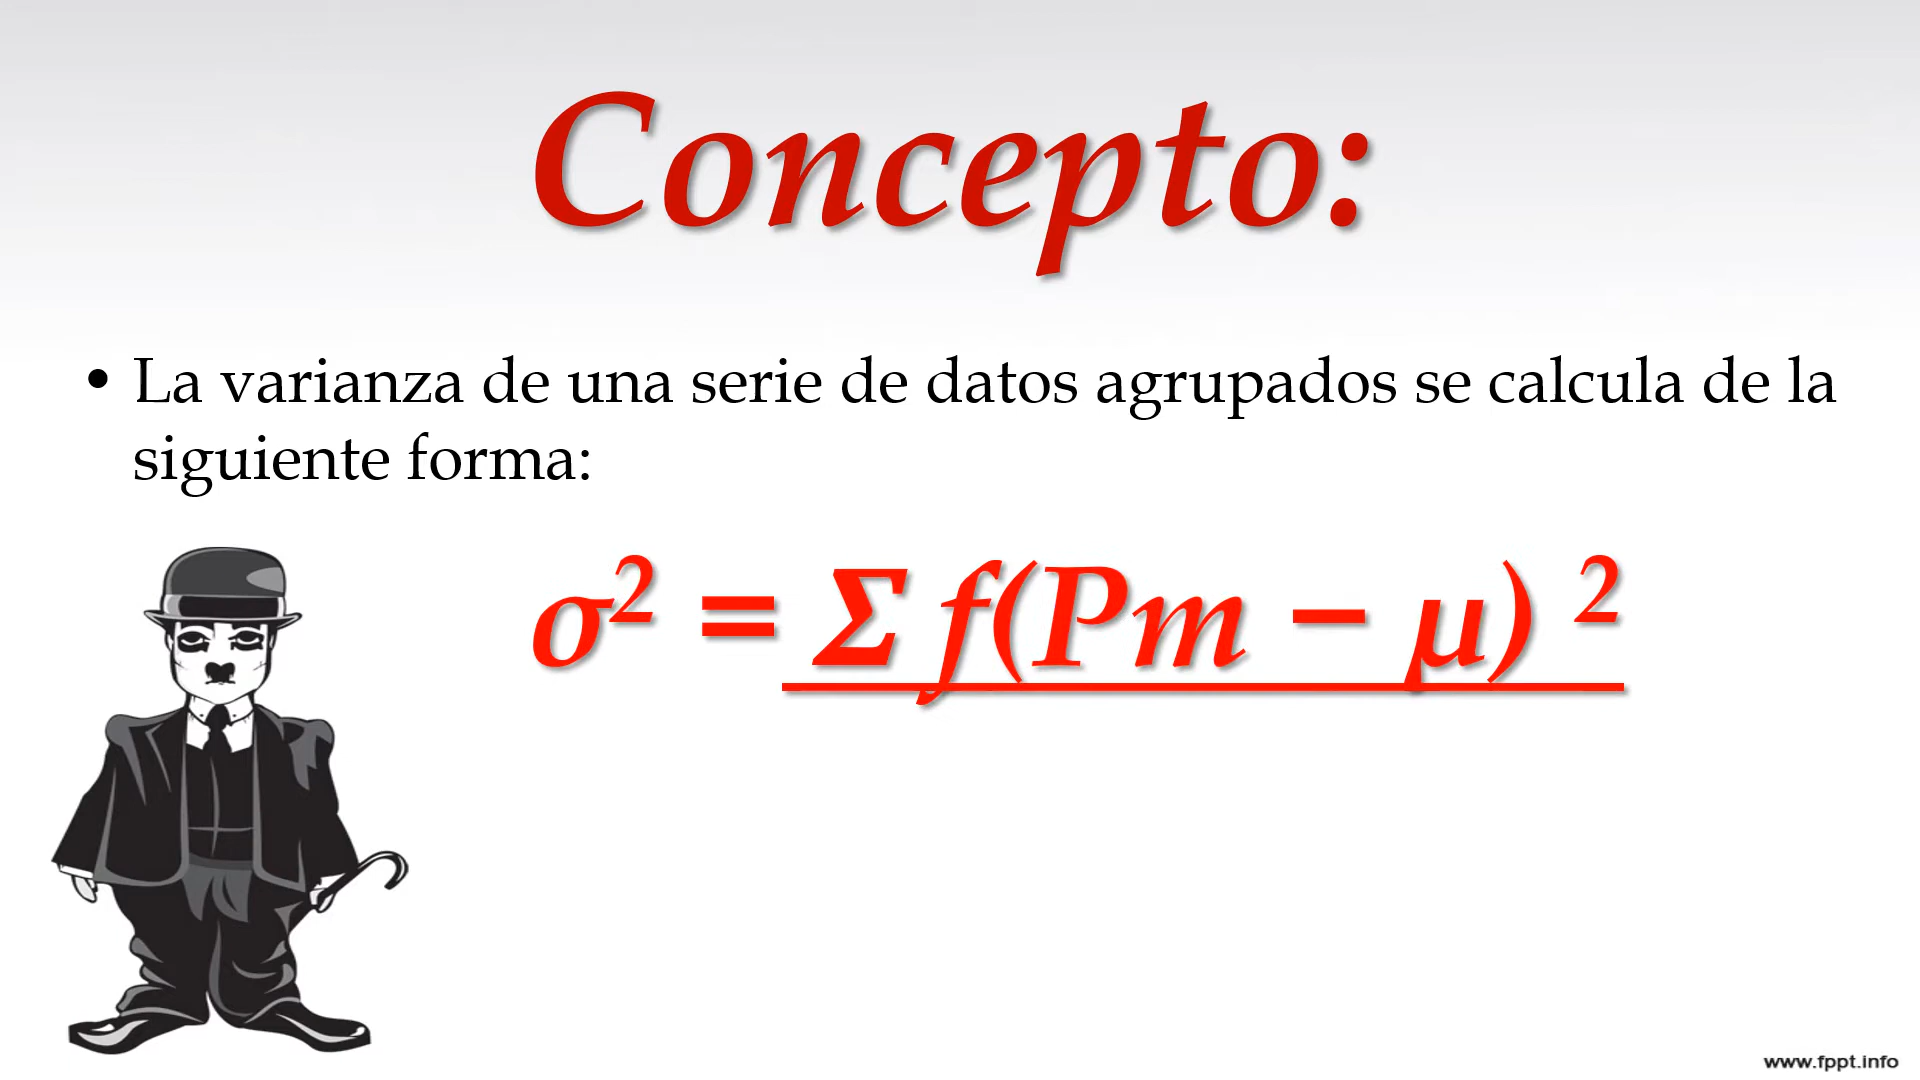 Concepto:
• La varianza de una serie de datos agrupados se calcula de la
siguiente forma:
σ² = Σ f(Pm − μ) ²
www.fppt.info